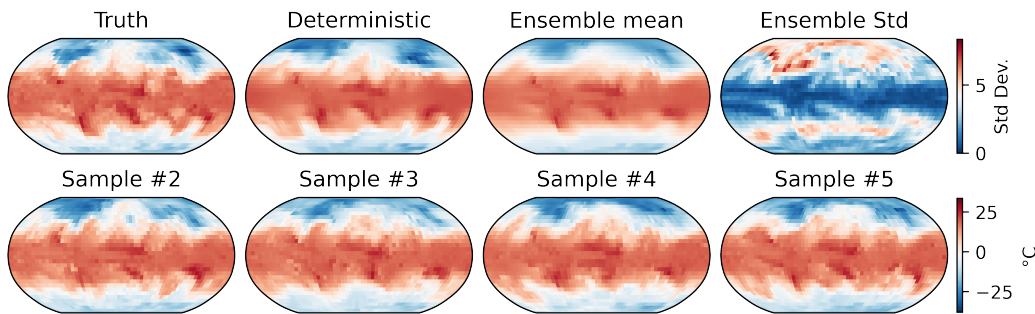 Truth
Deterministic
Ensemble mean
Ensemble Std
5
0
Std Dev.
Sample #2
Sample #3
Sample #4
Sample #5
25
0
−25
°C